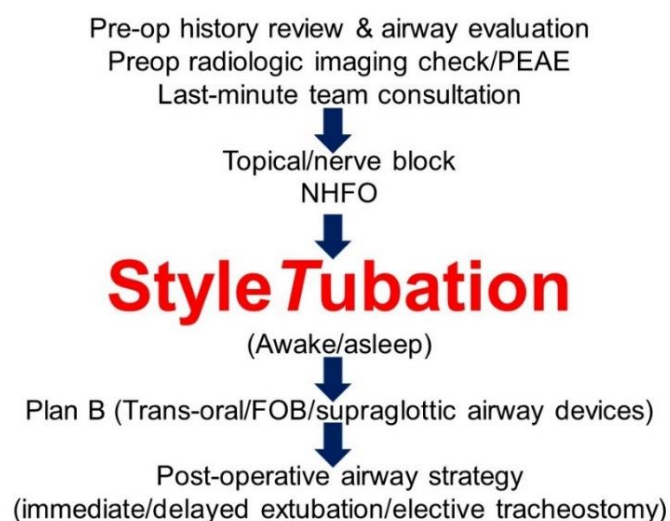 Pre-op history review & airway evaluation
Preop radiologic imaging check/PEAE
Last-minute team consultation
Topical/nerve block
NHFO
StyleTubation
(Awake/asleep)
Plan B (Trans-oral/FOB/supraglottic airway devices)
Post-operative airway strategy
(immediate/delayed extubation/elective tracheostomy)